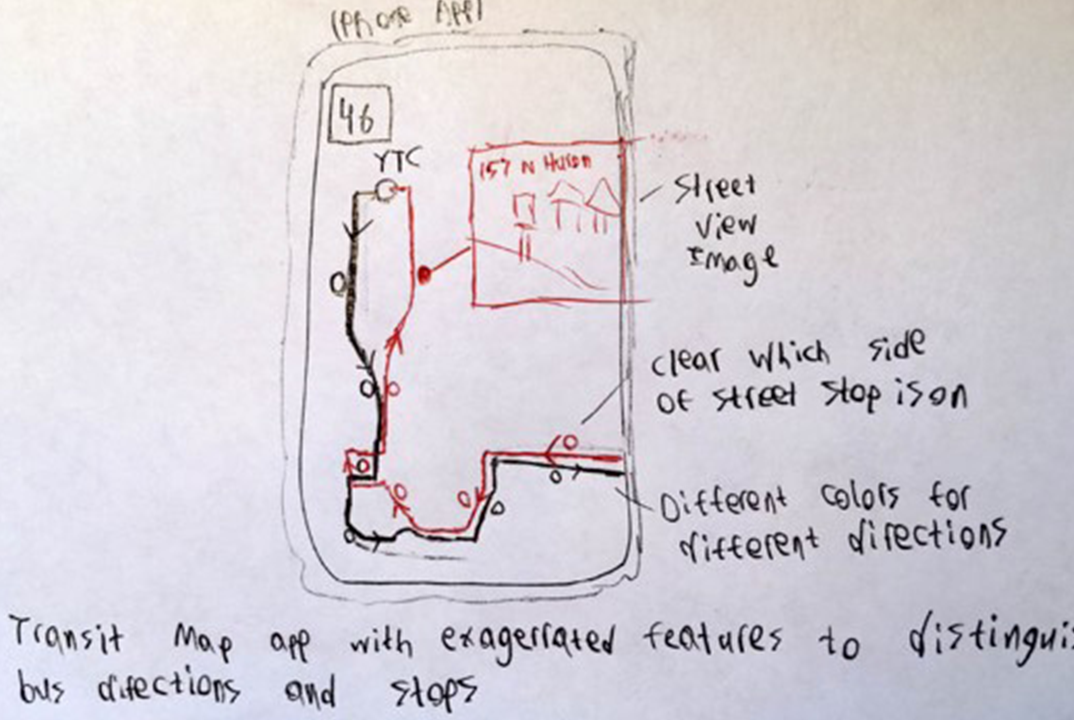 iPhone App
46
YTC
157 N Huron
Street
View
Image
clear which side
of street stop is on
Different colors for
different directions
Transit Map app with exagerrated features to distinguis
bus directions and stops